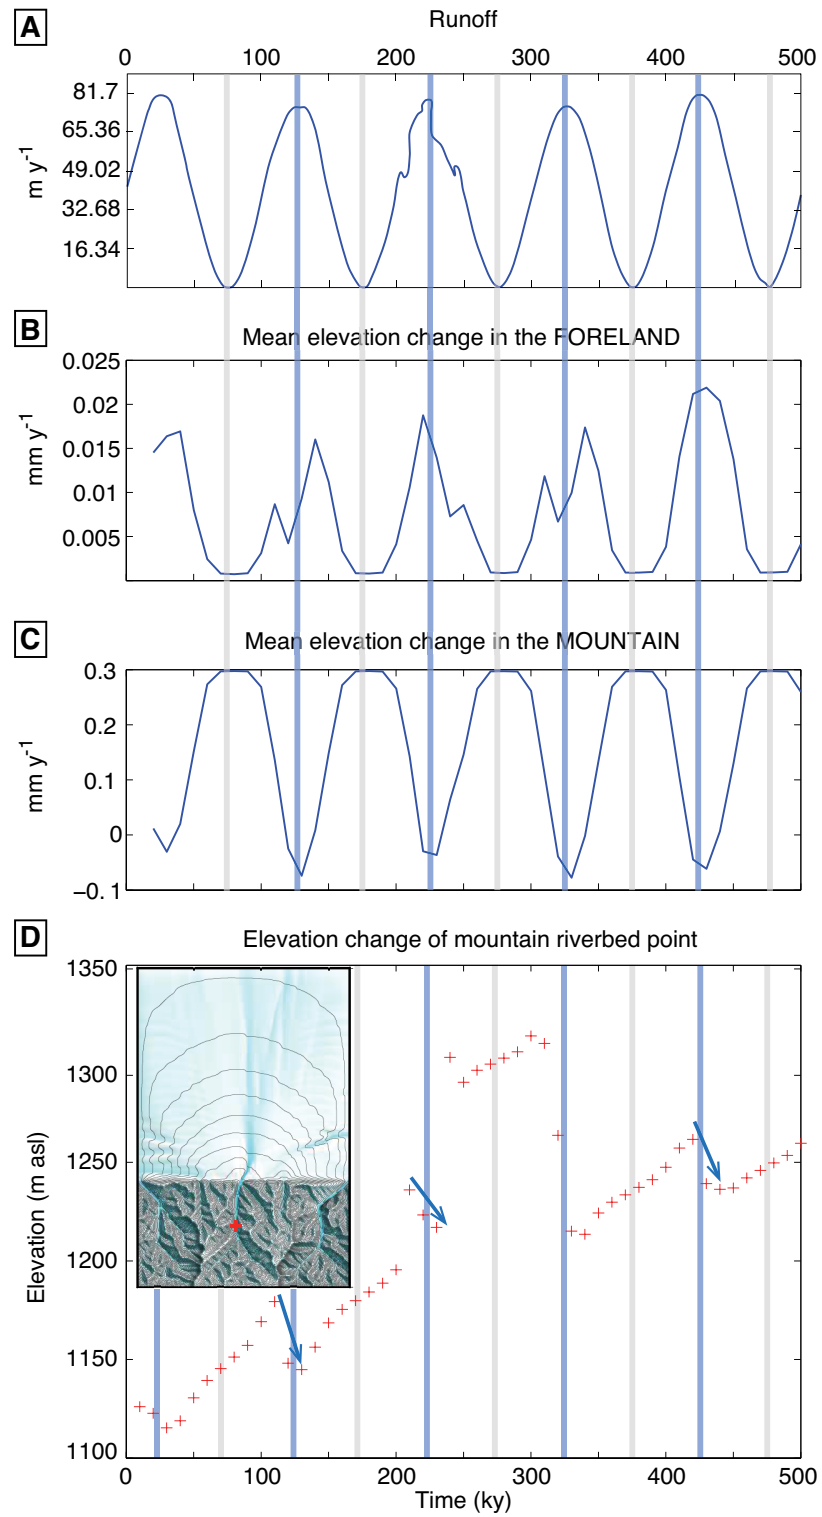 A
Runoff
0 100 200 300 400 500
81.7
65.36
49.02
32.68
16.34
m y-1
B
Mean elevation change in the FORELAND
0.025
0.02
0.015
0.01
0.005
mm y-1
C
Mean elevation change in the MOUNTAIN
0.3
0.2
0.1
0
−0.1
mm y-1
D
Elevation change of mountain riverbed point
1350
1300
1250
1200
1150
1100
Elevation (m asl)
0 100 200 300 400 500
Time (ky)